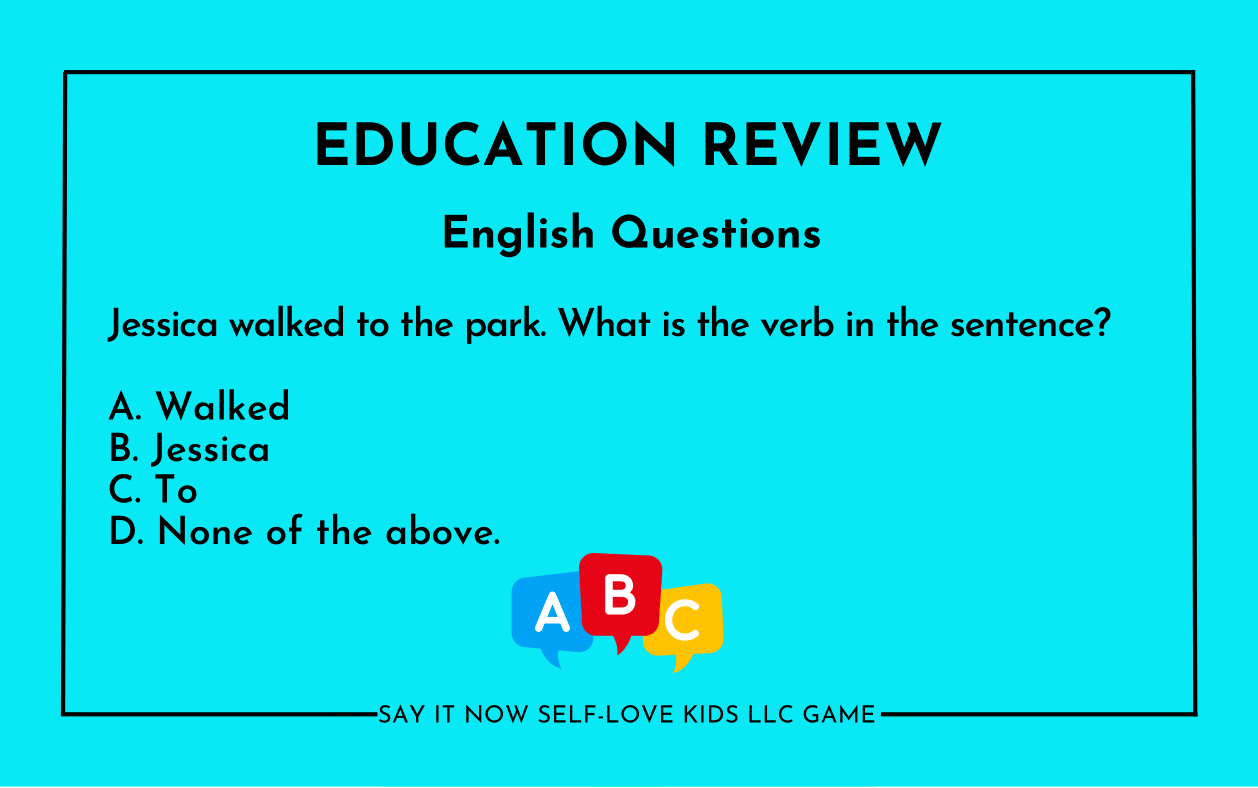 EDUCATION REVIEW
English Questions
Jessica walked to the park. What is the verb in the sentence?
A. Walked
B. Jessica
C. To
D. None of the above.
A B C
SAY IT NOW SELF-LOVE KIDS LLC GAME